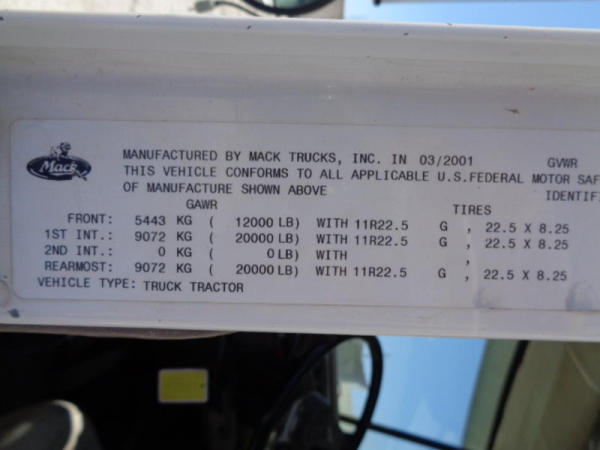 Mack
MANUFACTURED BY MACK TRUCKS, INC. IN 03/2001 GVWR
THIS VEHICLE CONFORMS TO ALL APPLICABLE U.S.FEDERAL MOTOR SAF
OF MANUFACTURE SHOWN ABOVE IDENTIFI
GAWR TIRES
FRONT: 5443 KG ( 12000 LB) WITH 11R22.5 G , 22.5 X 8.25
1ST INT.: 9072 KG ( 20000 LB) WITH 11R22.5 G , 22.5 X 8.25
2ND INT.: 0 KG ( 0 LB) WITH ,
REARMOST: 9072 KG ( 20000 LB) WITH 11R22.5 G , 22.5 X 8.25
VEHICLE TYPE: TRUCK TRACTOR